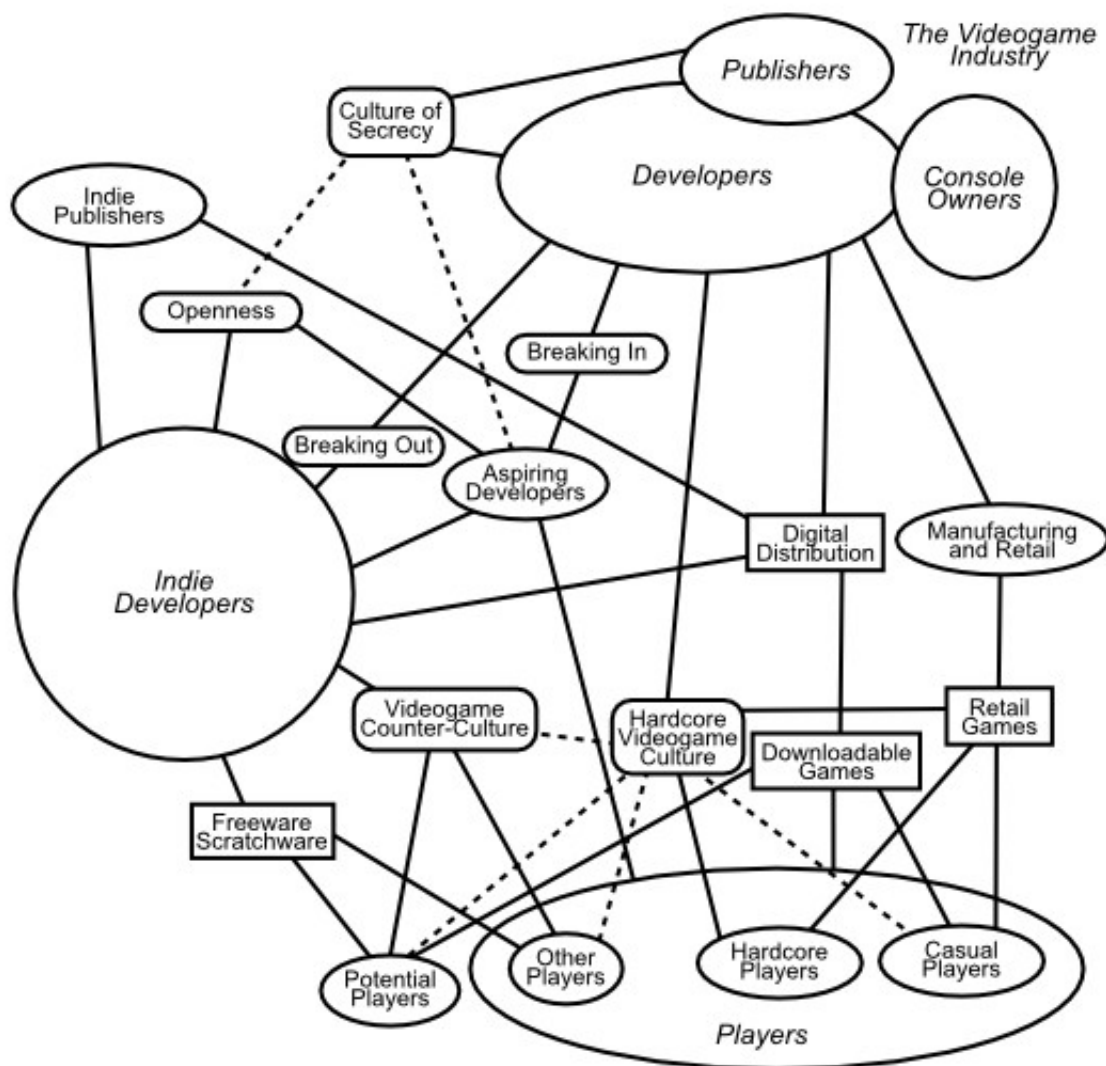 The Videogame
Industry
Publishers
Culture of
Secrecy
Developers
Console
Owners
Indie
Publishers
Openness
Breaking In
Breaking Out
Aspiring
Developers
Digital
Distribution
Manufacturing
and Retail
Indie
Developers
Videogame
Counter-Culture
Hardcore
Videogame
Culture
Retail
Games
Downloadable
Games
Freeware
Scratchware
Potential
Players
Other
Players
Hardcore
Players
Casual
Players
Players